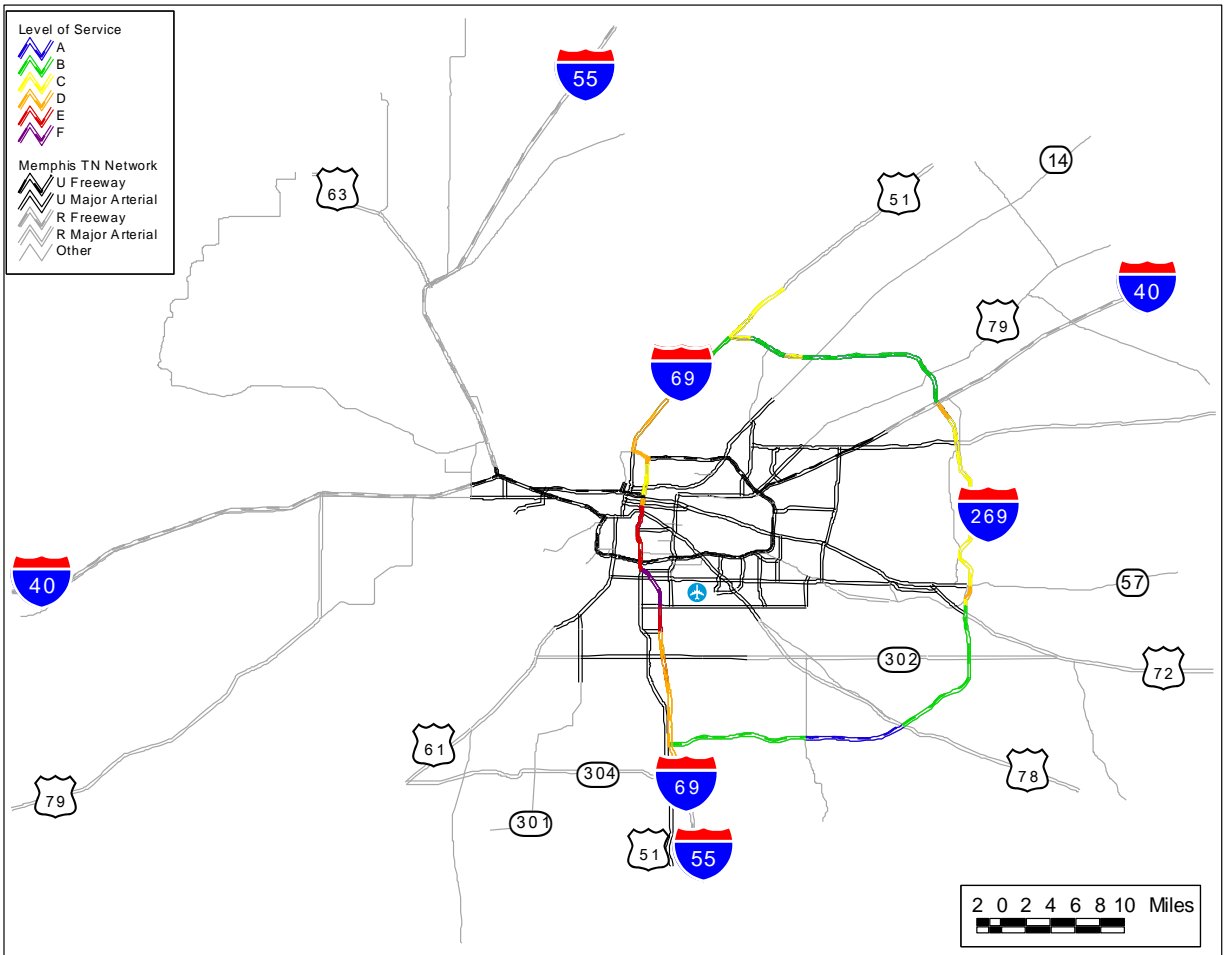 Level of Service
A
B
C
D
E
F
Memphis TN Network
U Freeway
U Major Arterial
R Freeway
R Major Arterial
Other
55
63
14
51
40
79
69
269
40
57
302
72
61
304
69
78
79
301
51
55
2 0 2 4 6 8 10 Miles